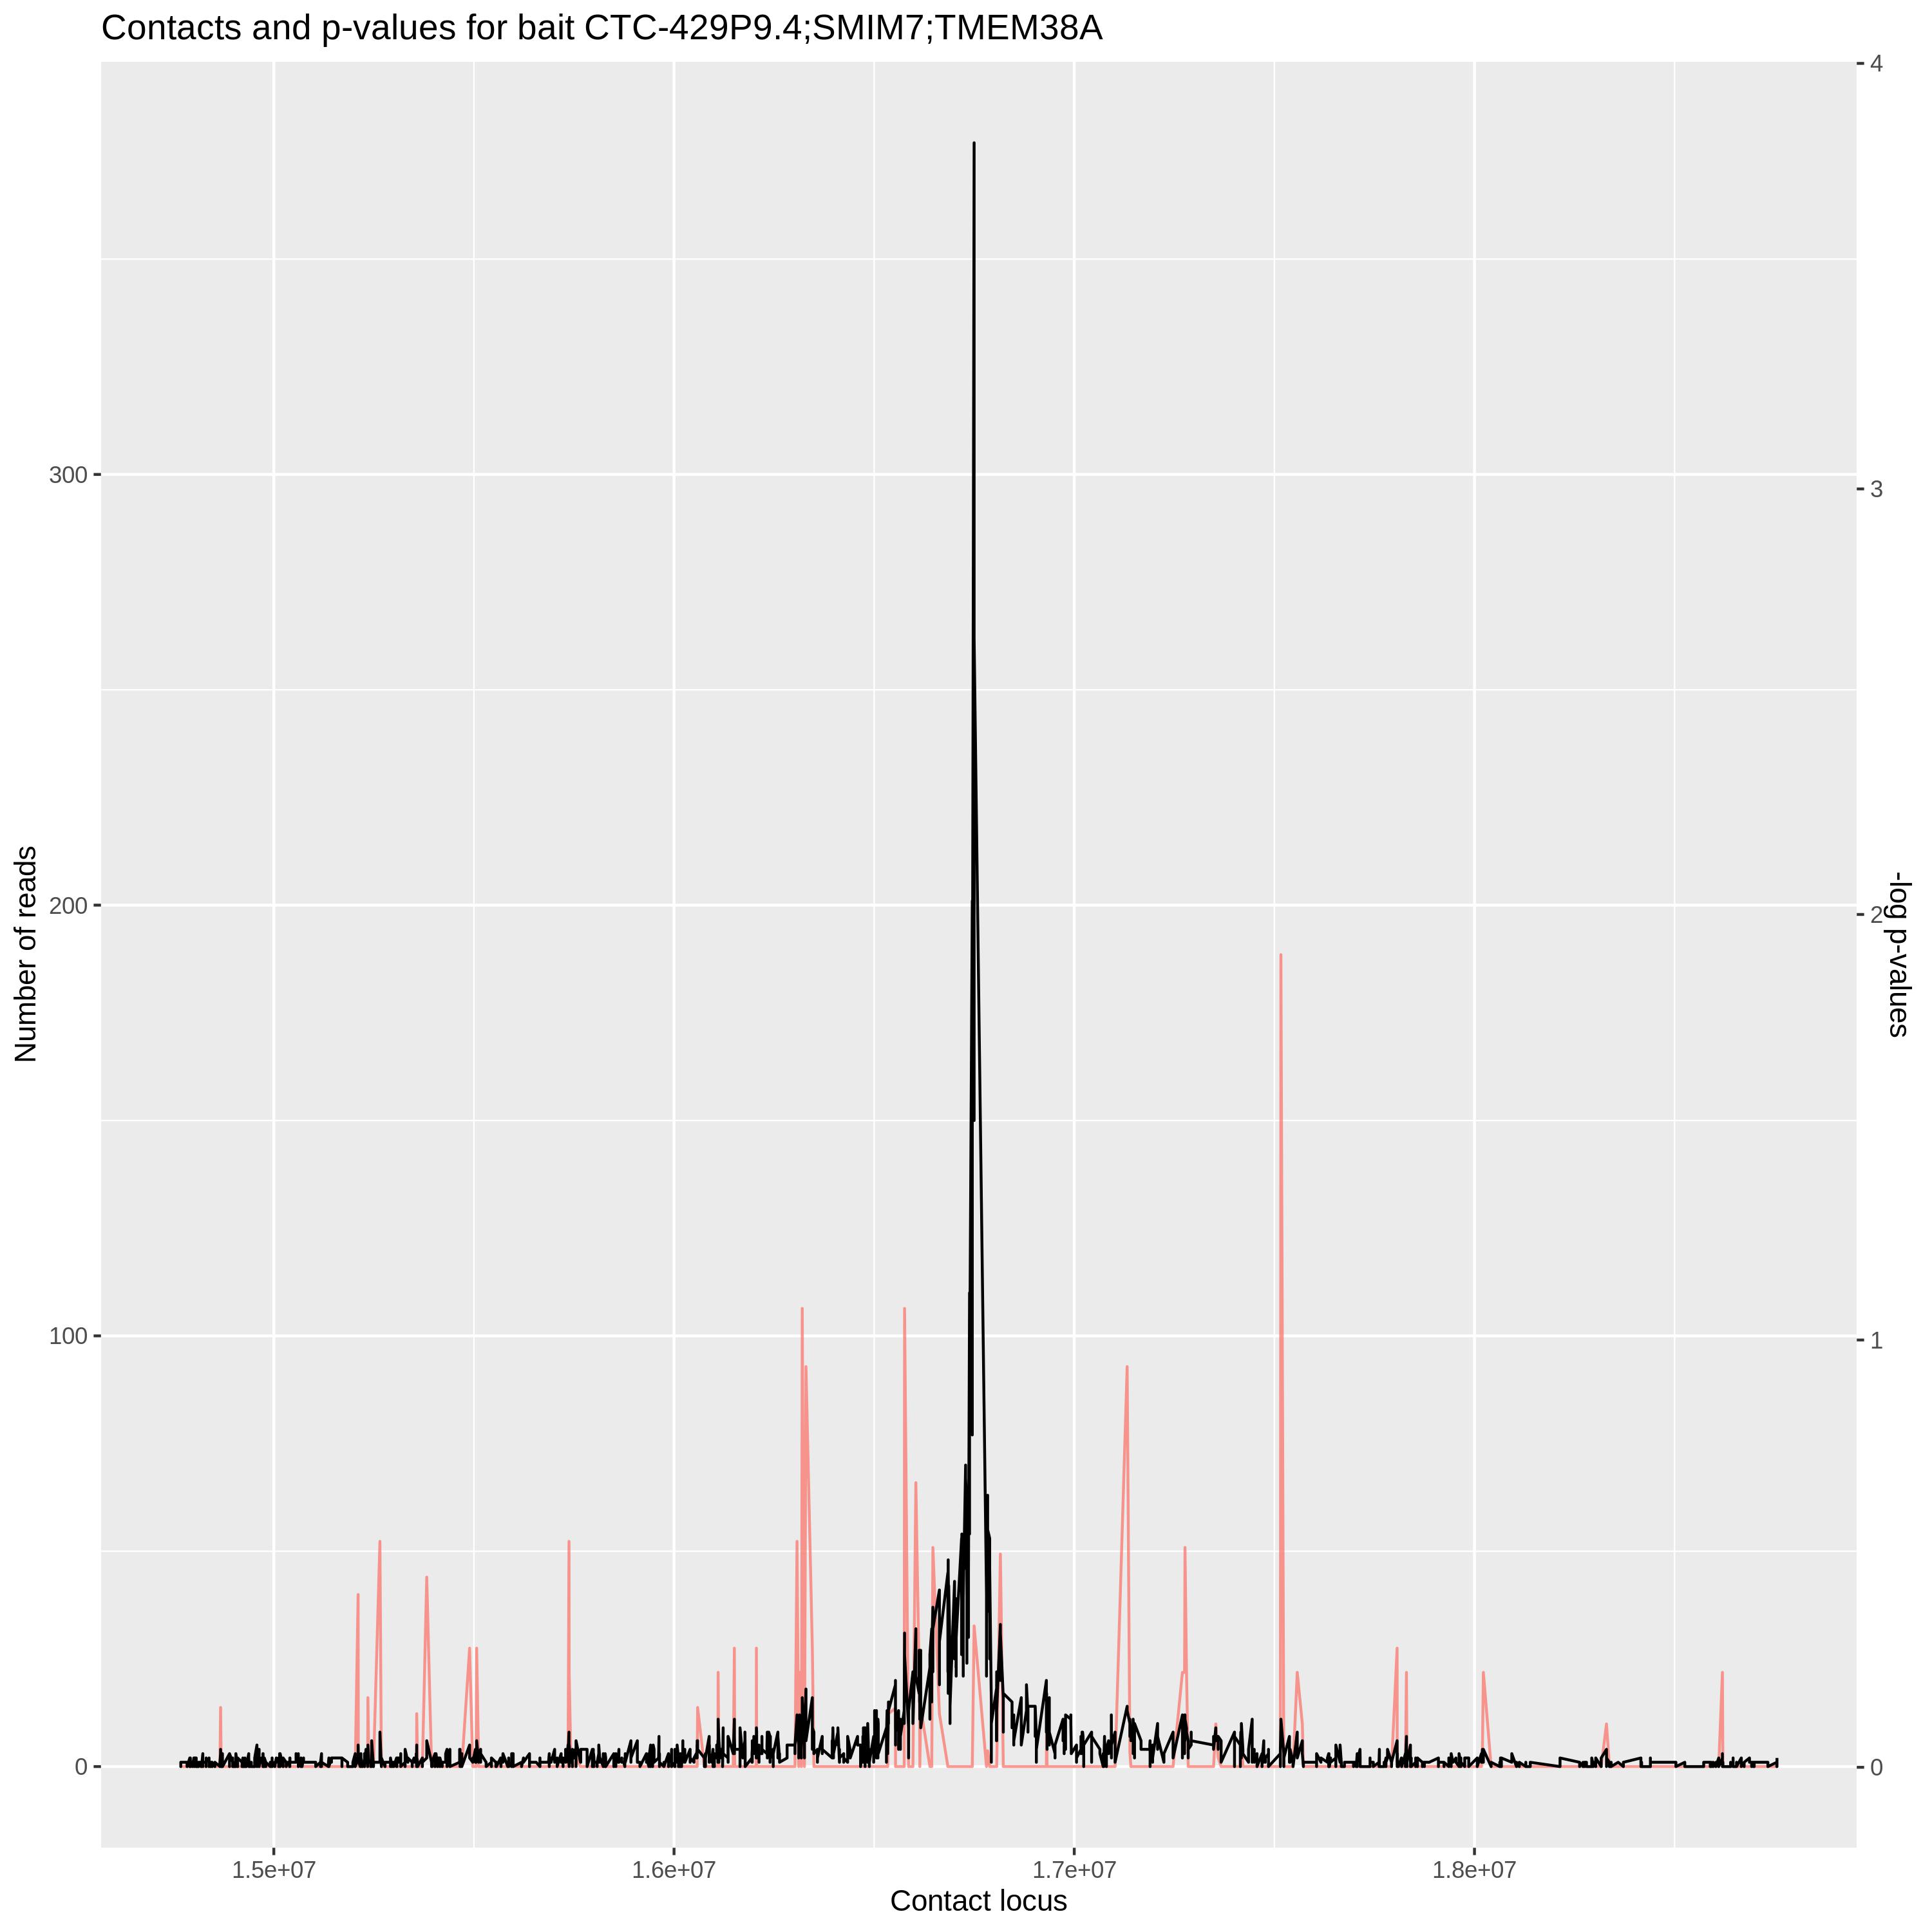 Contacts and p-values for bait CTC-429P9.4;SMIM7;TMEM38A
4
300
3
200
2
100
1
0
0
Number of reads
-log p-values
1.5e+07
1.6e+07
1.7e+07
1.8e+07
Contact locus